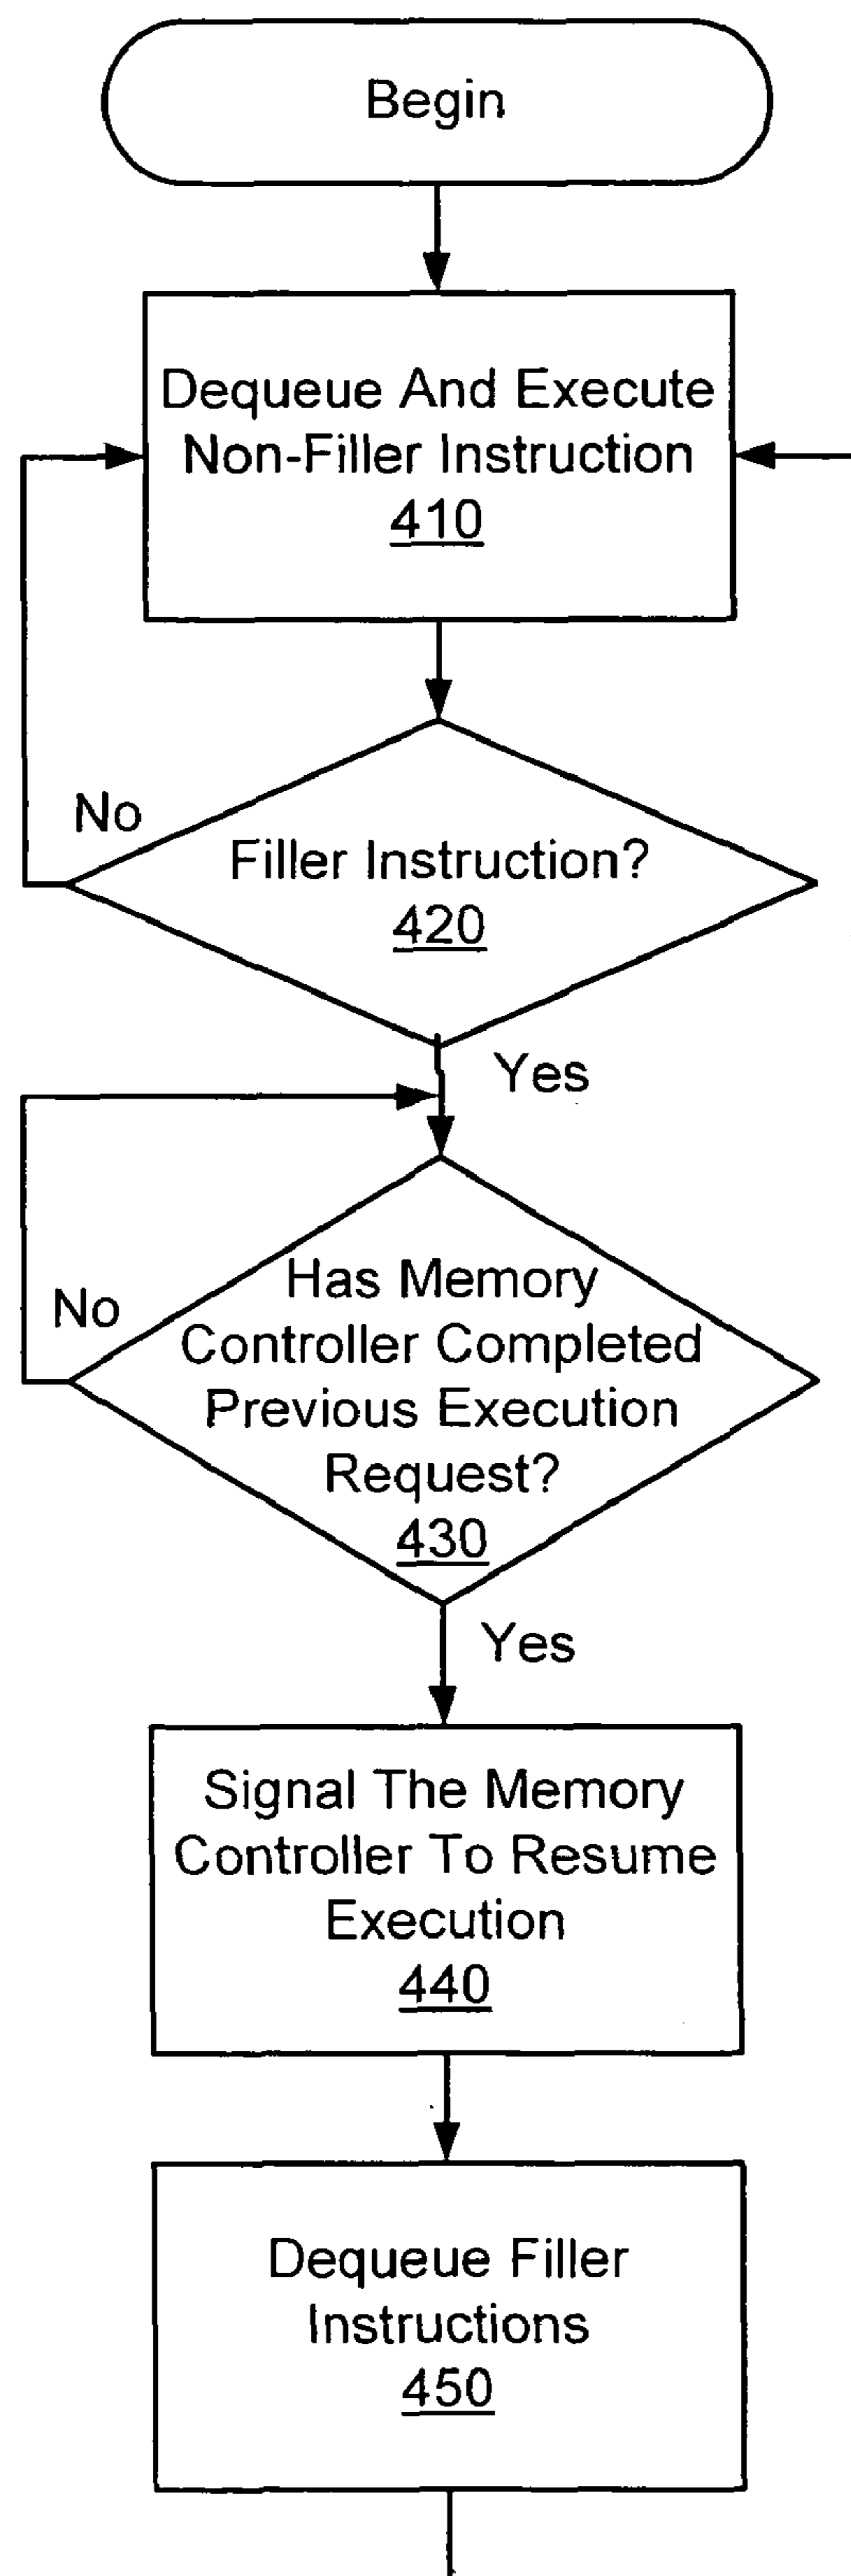 Begin
Dequeue And Execute
Non-Filler Instruction
410
No
Filler Instruction?
420
Yes
No
Has Memory
Controller Completed
Previous Execution
Request?
430
Yes
Signal The Memory
Controller To Resume
Execution
440
Dequeue Filler
Instructions
450